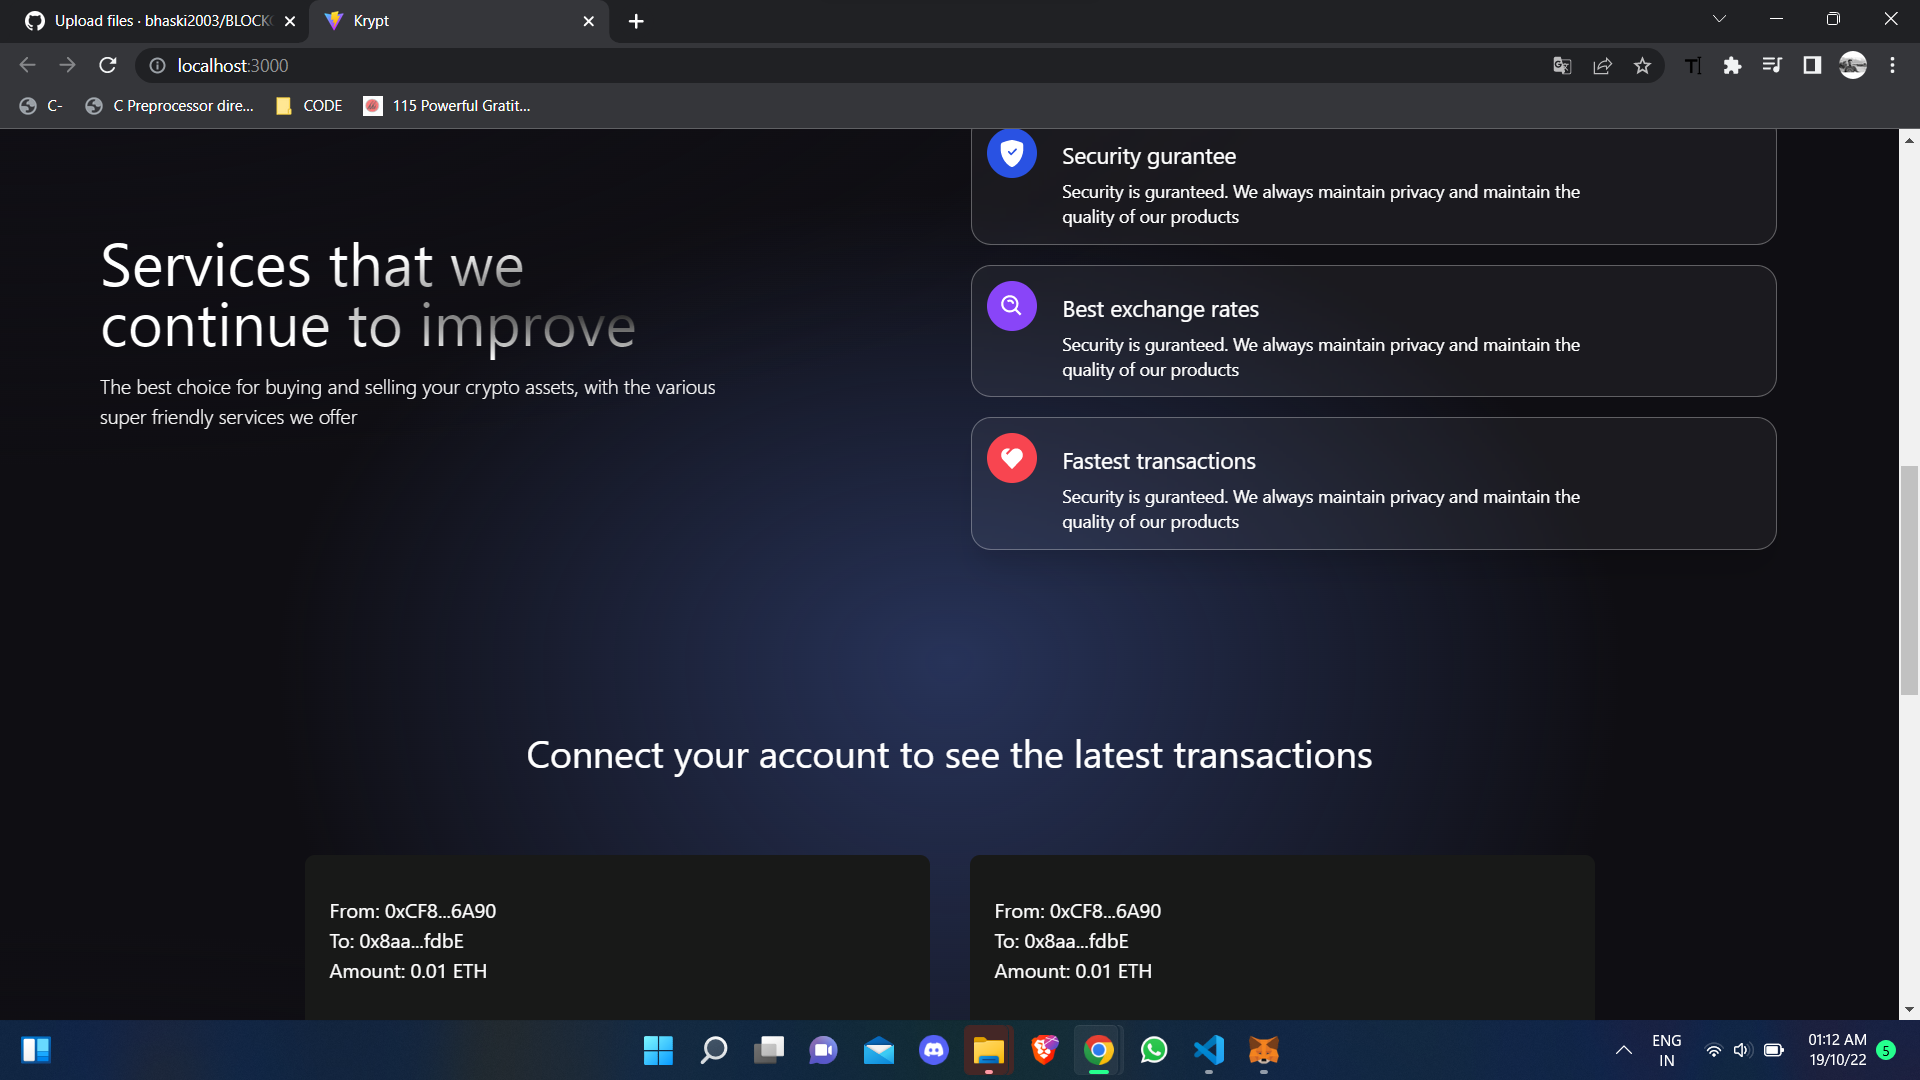 Upload files · bhaski2003/BLOCK
Krypt
localhost:3000
C-
C Preprocessor dire...
CODE
115 Powerful Gratit...
Services that we
continue to improve
The best choice for buying and selling your crypto assets, with the various
super friendly services we offer
Security gurantee
Security is guranteed. We always maintain privacy and maintain the
quality of our products
Best exchange rates
Security is guranteed. We always maintain privacy and maintain the
quality of our products
Fastest transactions
Security is guranteed. We always maintain privacy and maintain the
quality of our products
Connect your account to see the latest transactions
From: 0xCF8...6A90
To: 0x8aa...fdbE
Amount: 0.01 ETH
From: 0xCF8...6A90
To: 0x8aa...fdbE
Amount: 0.01 ETH
ENG
IN
01:12 AM
19/10/22
5